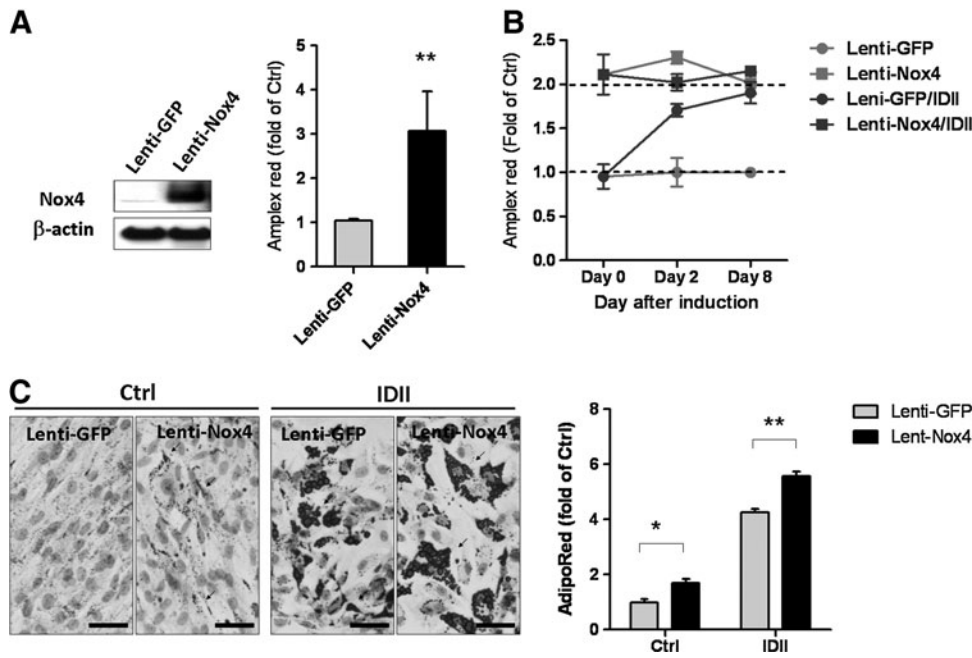 A
Lenti-GFP
Lenti-Nox4
Nox4
β-actin
Amplex red (fold of Ctrl)
5
4
3
2
1
0
**
Lenti-GFP
Lenti-Nox4
B
Amplex red (Fold of Ctrl)
2.5
2.0
1.5
1.0
0.5
0.0
Day 0 Day 2 Day 8
Day after induction
Lenti-GFP
Lenti-Nox4
Leni-GFP/IDII
Lenti-Nox4/IDII
C
Ctrl
IDII
Lenti-GFP
Lenti-Nox4
Lenti-GFP
Lenti-Nox4
AdipoRed (fold of Ctrl)
8
6
4
2
0
*
**
Ctrl IDII
Lenti-GFP
Lent-Nox4